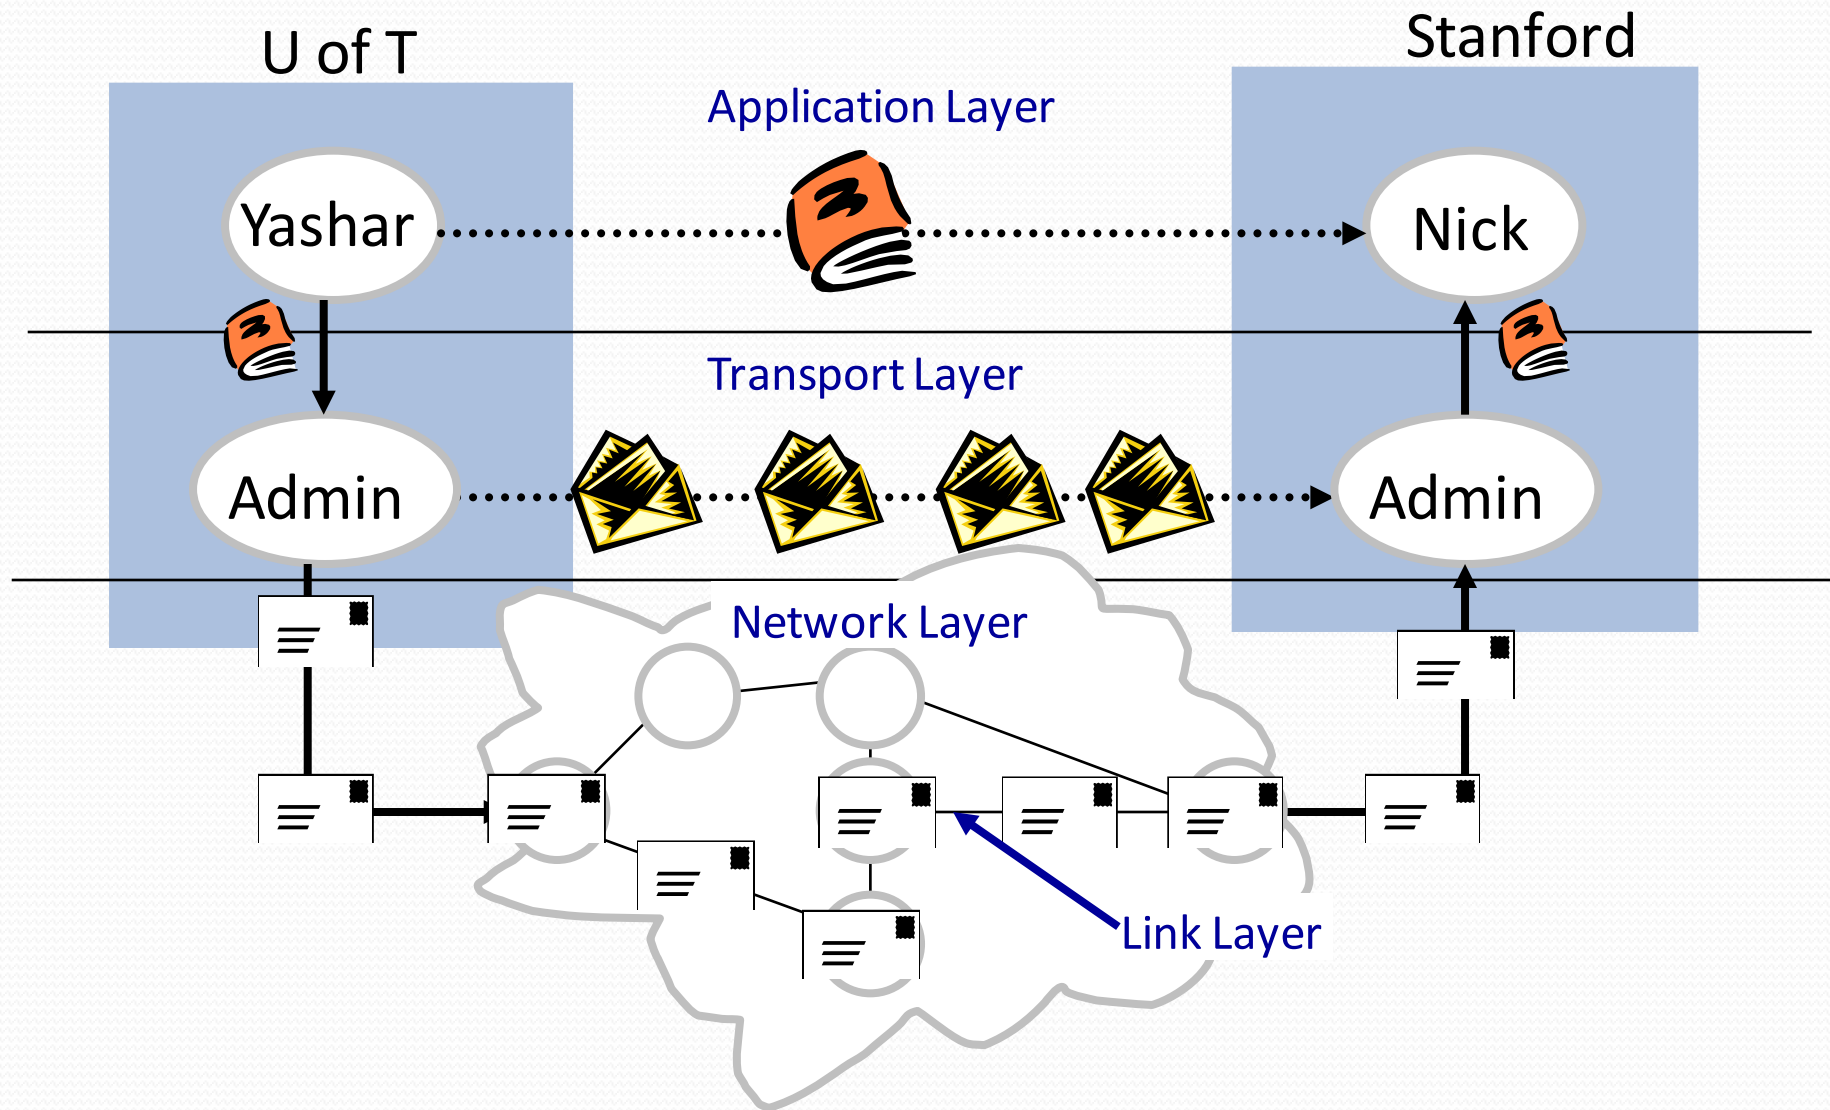 U of T
Stanford
Application Layer
Yashar
Nick
Transport Layer
Admin
Admin
Network Layer
Link Layer